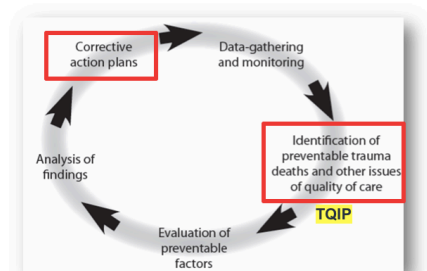 Corrective
action plans
Data-gathering
and monitoring
Identification of
preventable trauma
deaths and other issues
of quality of care
TQIP
Evaluation of
preventable
factors
Analysis of
findings